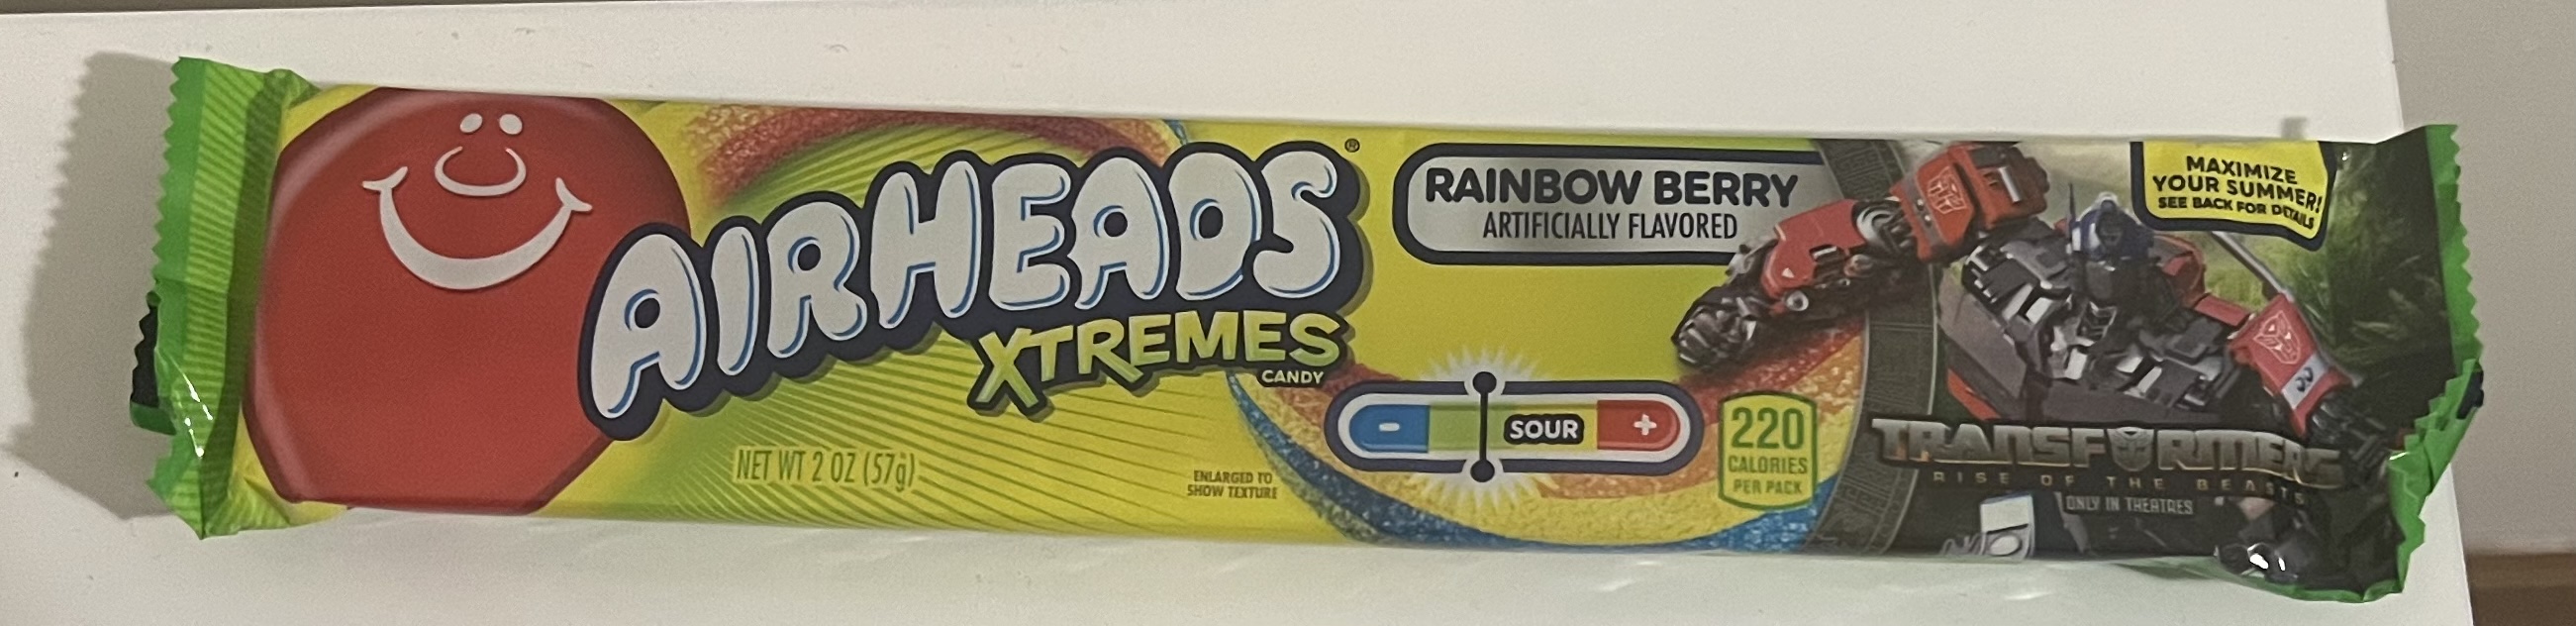 AIRHEADS®
XTREMES
CANDY
NET WT 2 OZ (57g)
ENLARGED TO
SHOW TEXTURE
RAINBOW BERRY
ARTIFICIALLY FLAVORED
- SOUR +
220
CALORIES
PER PACK
MAXIMIZE
YOUR SUMMER!
SEE BACK FOR DETAILS
TRANSFORMERS
RISE OF THE BEASTS
ONLY IN THEATRES